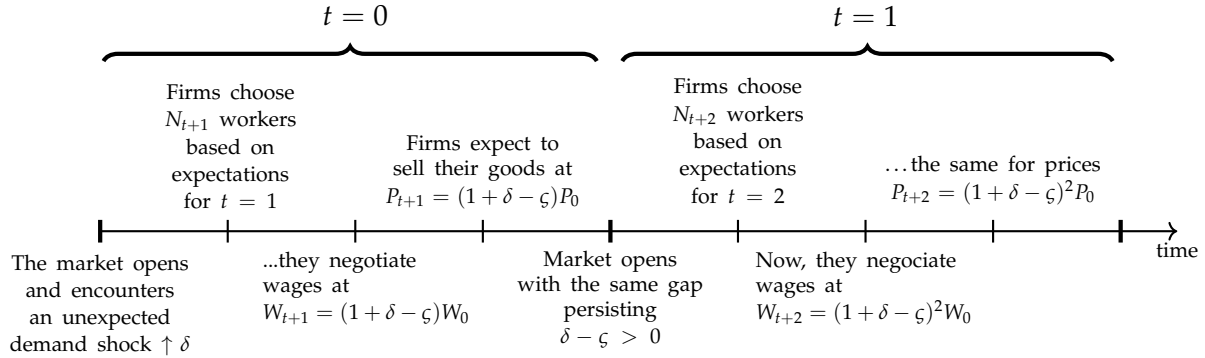 t = 0
t = 1
Firms choose
N_{t+1} workers
based on
expectations
for t = 1
Firms expect to
sell their goods at
P_{t+1} = (1 + δ − ς)P_0
Firms choose
N_{t+2} workers
based on
expectations
for t = 2
…the same for prices
P_{t+2} = (1 + δ − ς)^2 P_0
time
The market opens
and encounters
an unexpected
demand shock ↑ δ
...they negotiate
wages at
W_{t+1} = (1 + δ − ς)W_0
Market opens
with the same gap
persisting
δ − ς > 0
Now, they negociate
wages at
W_{t+2} = (1 + δ − ς)^2 W_0